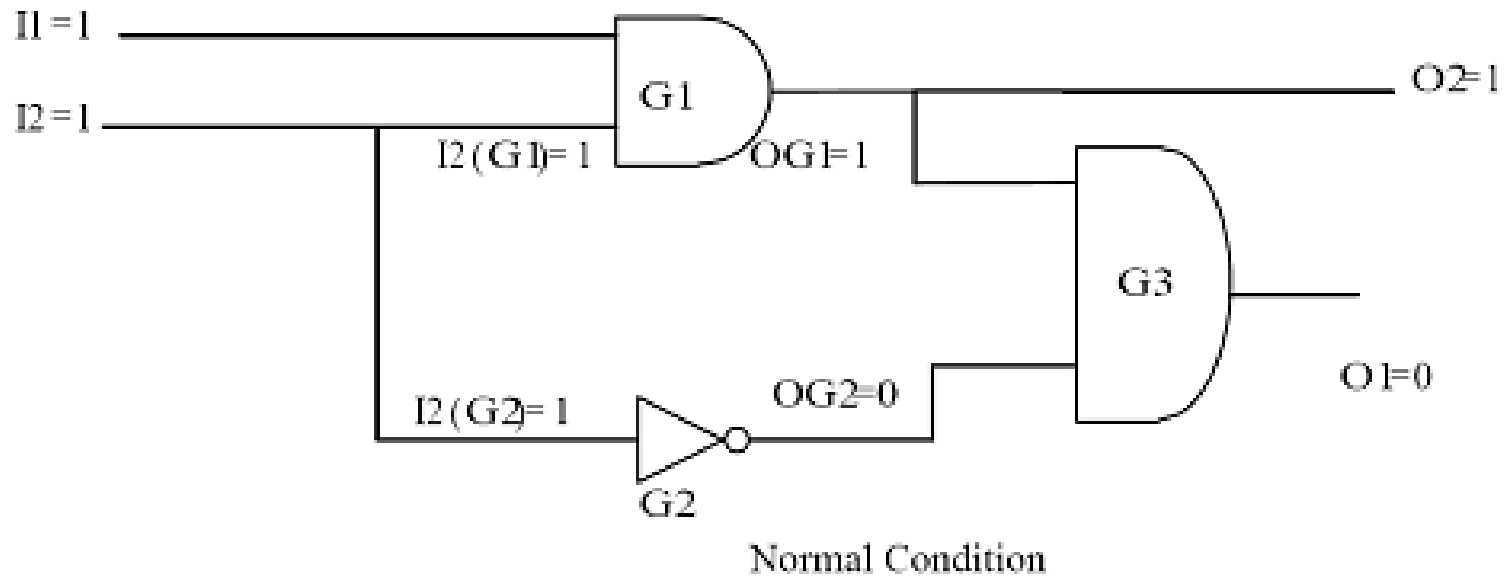 I1=1
G1
O2=1
I2=1
I2(G1)=1
OG1=1
G3
O1=0
I2(G2)=1
OG2=0
G2
Normal Condition